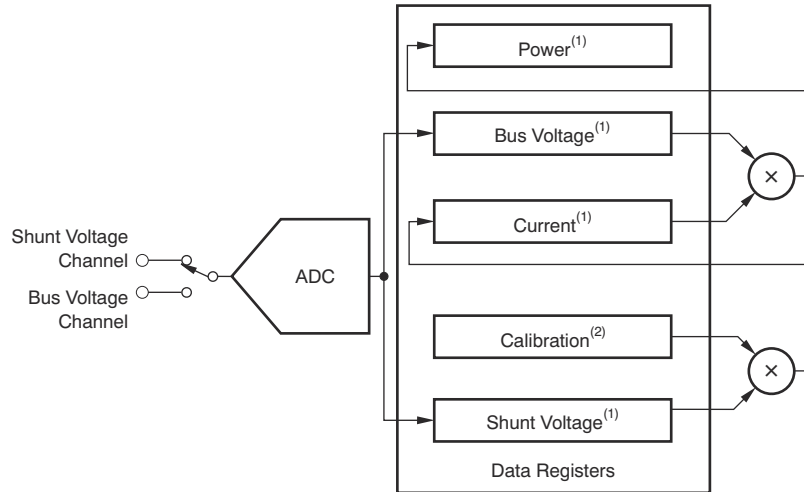 Power(1)
Bus Voltage(1)
Current(1)
Shunt Voltage
Channel
ADC
Bus Voltage
Channel
Calibration(2)
Shunt Voltage(1)
Data Registers
×
×